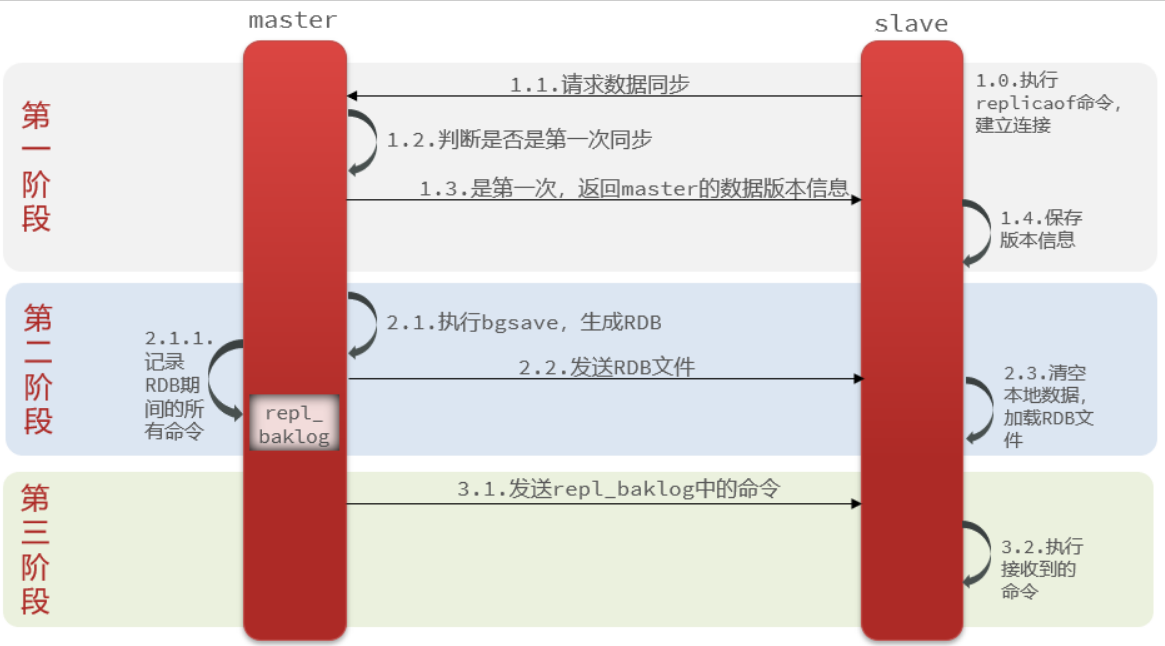 master
slave
第一阶段
1.0.执行
replicaof命令，
建立连接
1.1.请求数据同步
1.2.判断是否是第一次同步
1.3.是第一次，返回master的数据版本信息
1.4.保存
版本信息
第二阶段
2.1.执行bgsave，生成RDB
2.1.1.
记录
RDB期
间的所
有命令
repl_
baklog
2.2.发送RDB文件
2.3.清空
本地数据，
加载RDB文
件
第三阶段
3.1.发送repl_baklog中的命令
3.2.执行
接收到的
命令